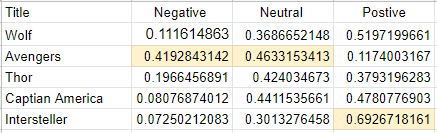 Title Negative Neutral Postive
Wolf 0.111614863 0.3686652148 0.5197199661
Avengers 0.4192843142 0.4633153413 0.1174003167
Thor 0.1966456891 0.424034673 0.3793196283
Captian America 0.08076874012 0.4411535661 0.4780776903
Intersteller 0.07250212083 0.3013276458 0.6926718161